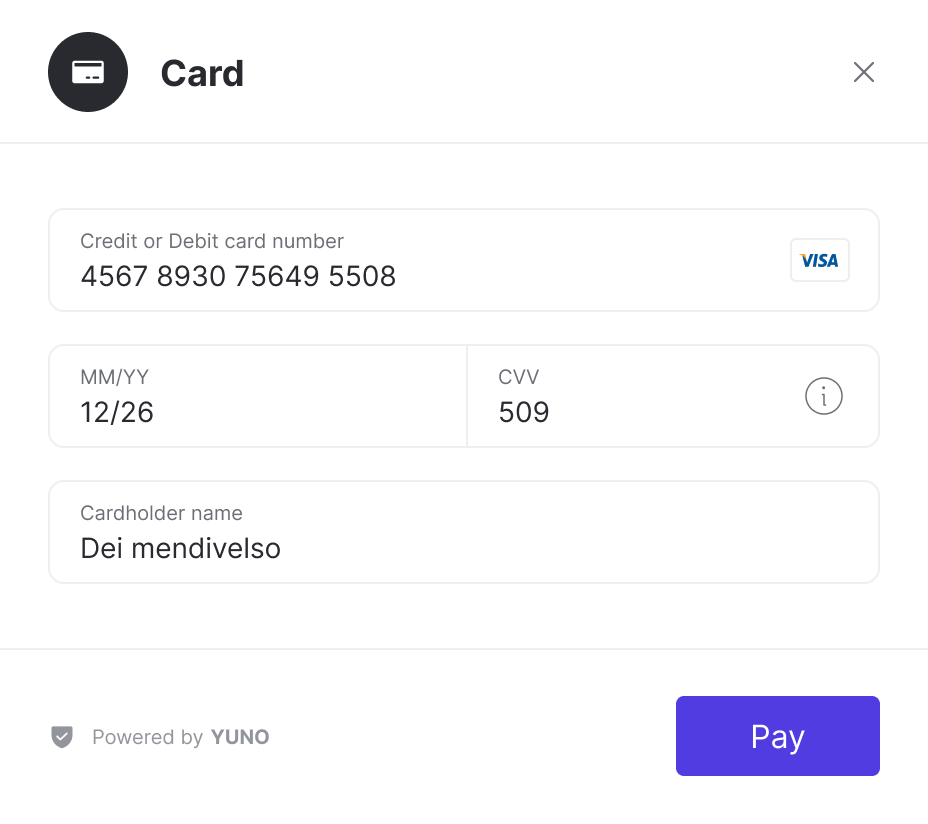 Card
Credit or Debit card number
4567 8930 75649 5508
VISA
MM/YY
12/26
CVV
509
i
Cardholder name
Dei mendivelso
Powered by YUNO
Pay